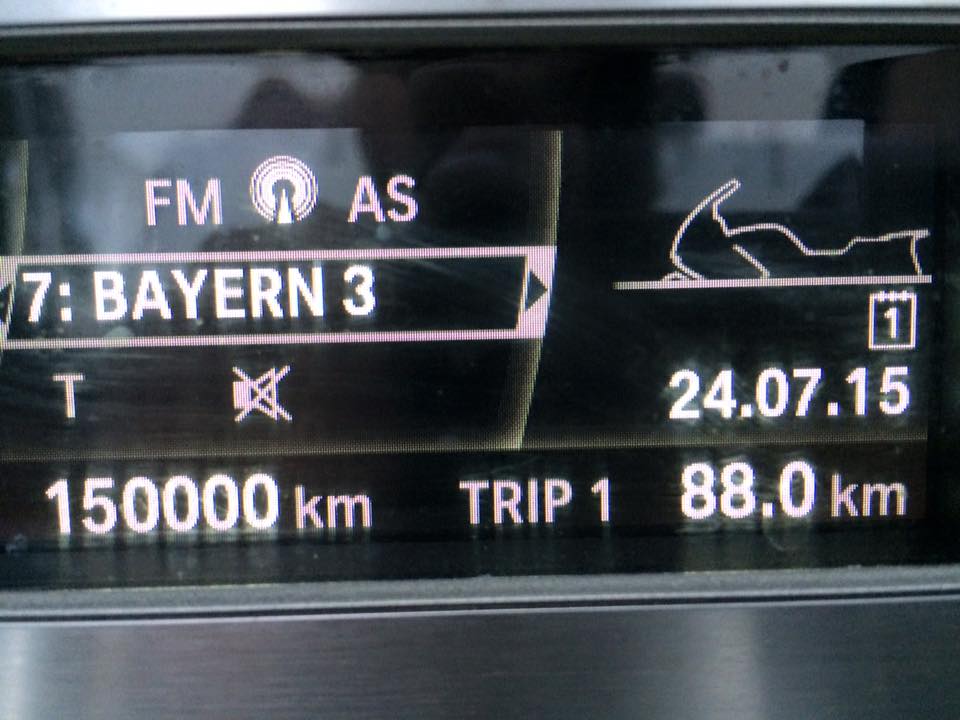 FM AS
7: BAYERN 3
1
T
24.07.15
150000 km TRIP 1 88.0 km